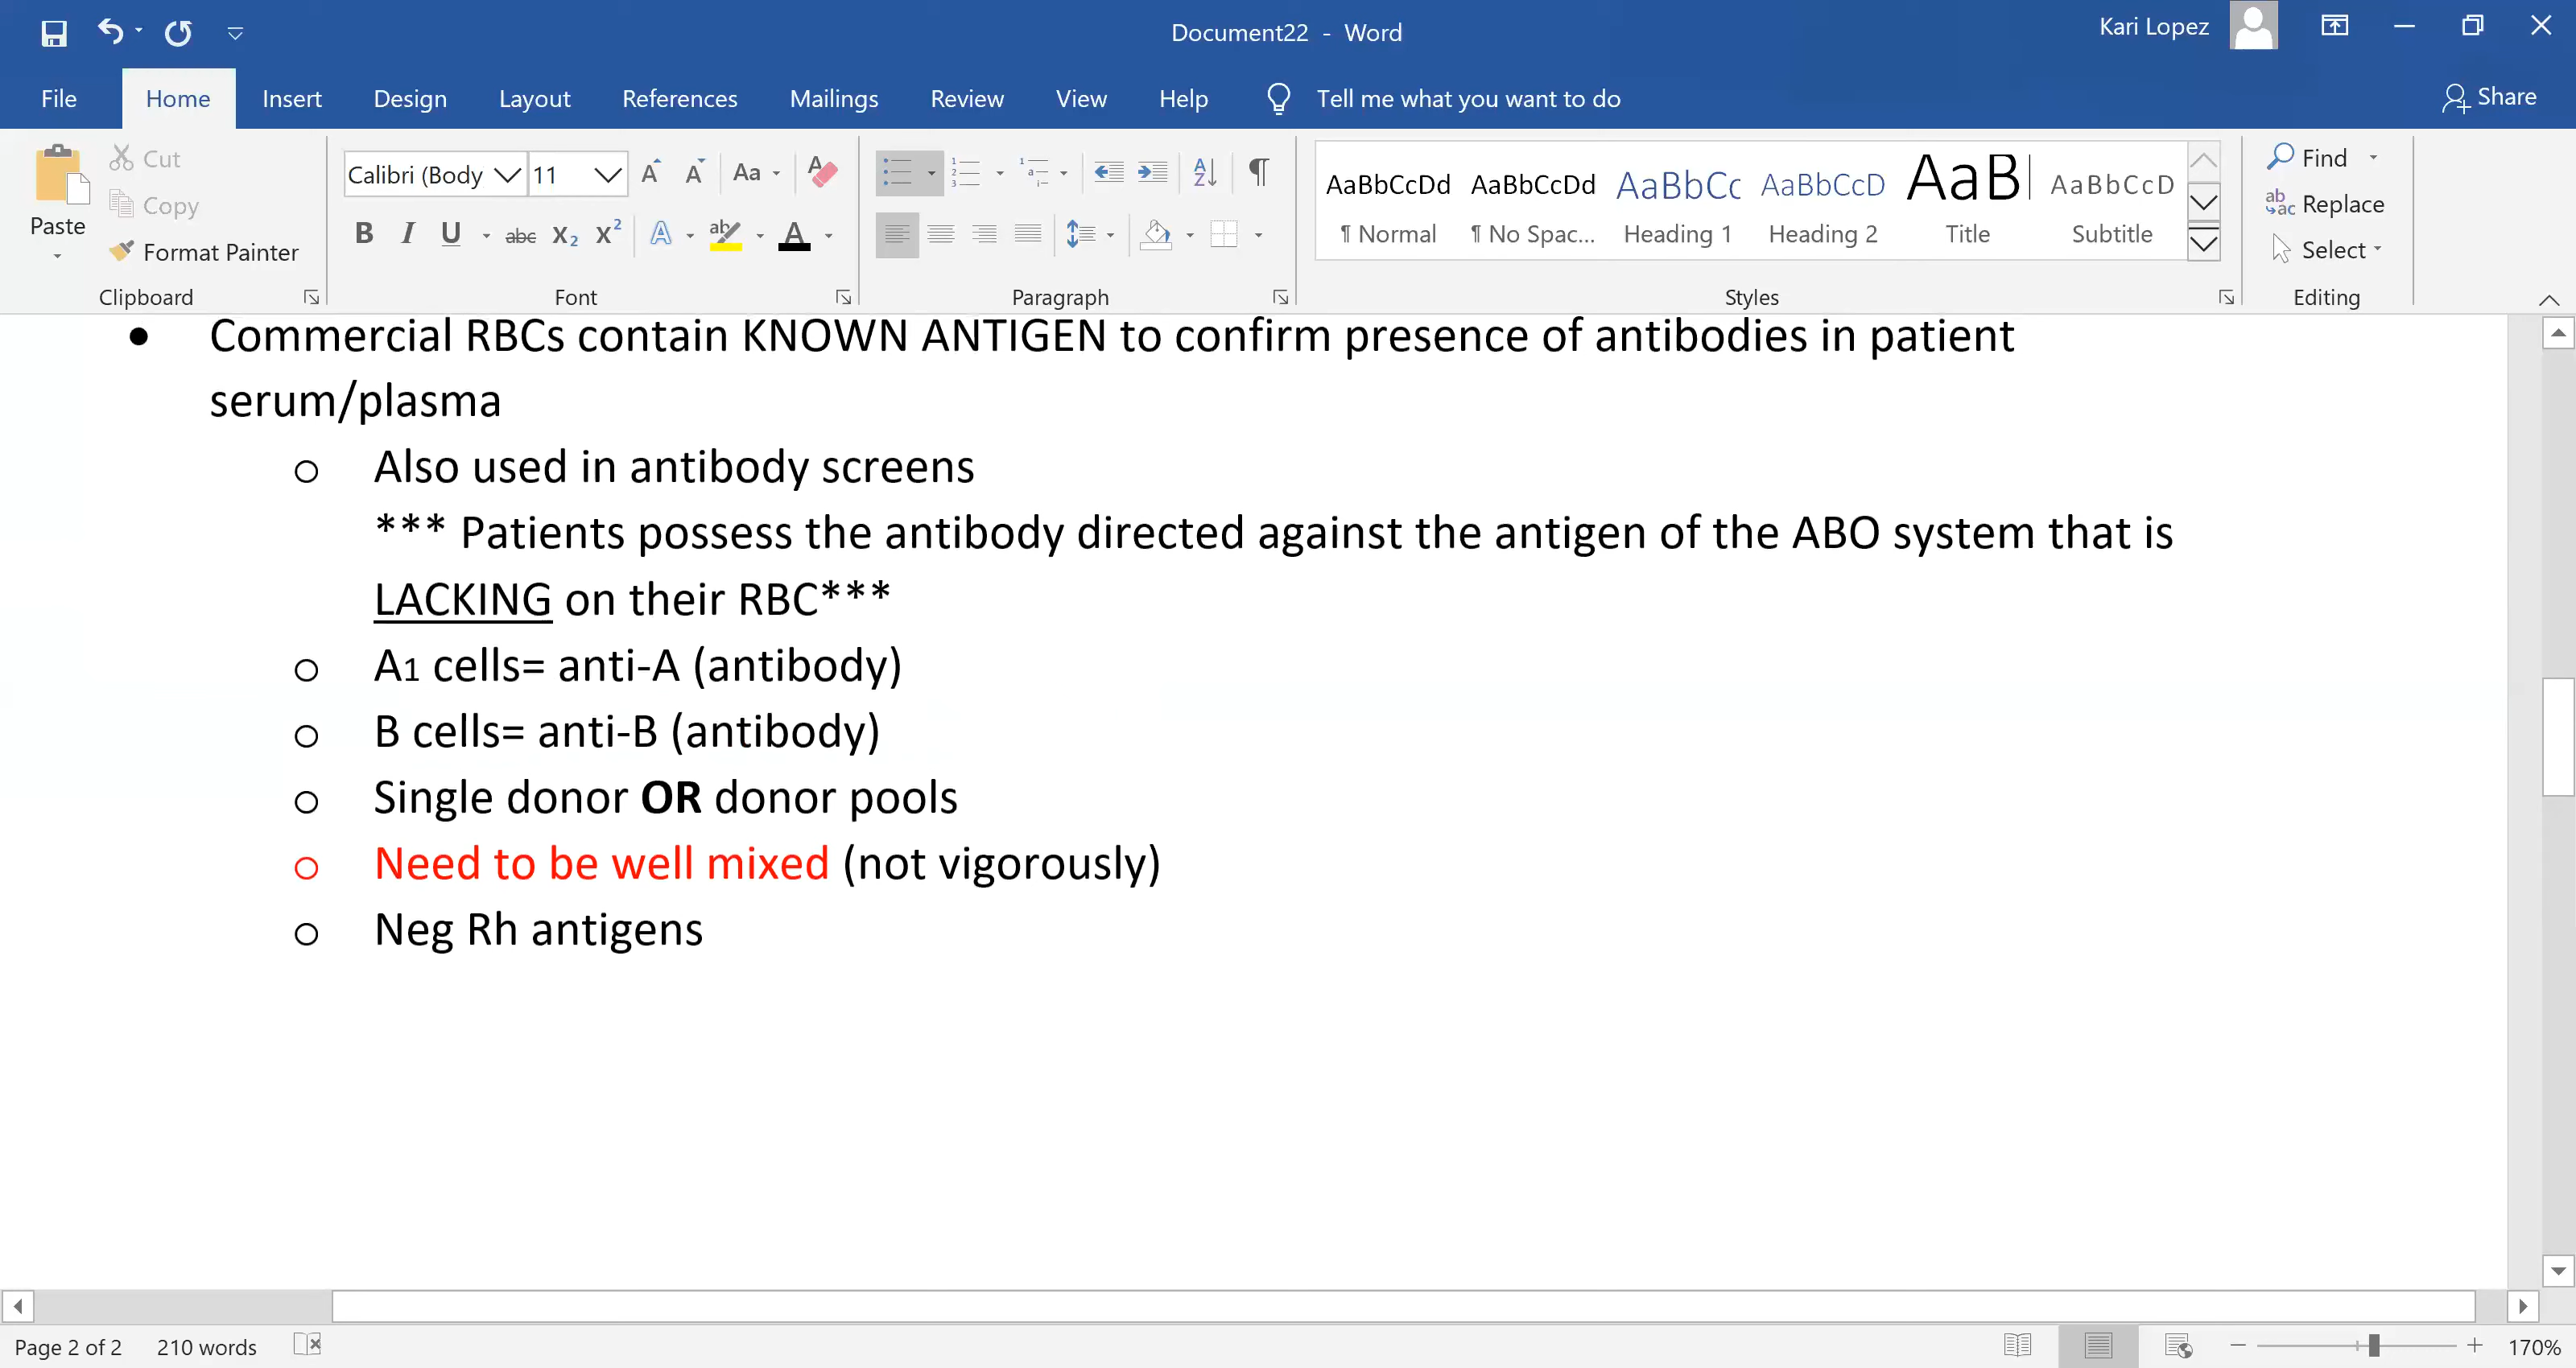 Document22 - Word
Kari Lopez
File Home Insert Design Layout References Mailings Review View Help Tell me what you want to do Share
Paste
Cut
Copy
Format Painter
Clipboard
Calibri (Body 11
Aa
B I U abc X₂ X²
Font
Paragraph
AaBbCcDd AaBbCcDd AaBbCc AaBbCcD AaB AaBbCcD
¶ Normal ¶ No Spac... Heading 1 Heading 2 Title Subtitle
Styles
Find
Replace
Select
Editing
• Commercial RBCs contain KNOWN ANTIGEN to confirm presence of antibodies in patient
serum/plasma
o Also used in antibody screens
*** Patients possess the antibody directed against the antigen of the ABO system that is
LACKING on their RBC***
o A1 cells= anti-A (antibody)
o B cells= anti-B (antibody)
o Single donor OR donor pools
o Need to be well mixed (not vigorously)
o Neg Rh antigens
Page 2 of 2 210 words 170%